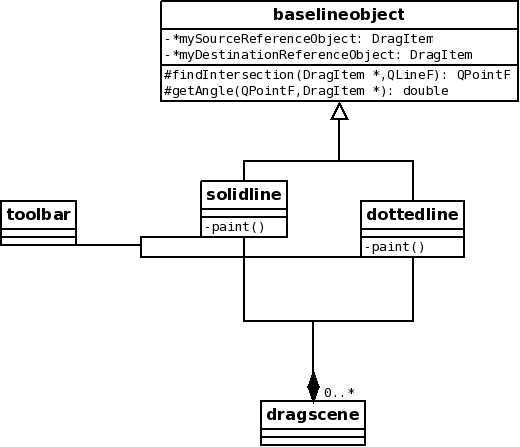 baselineobject
-*mySourceReferenceObject: DragItem
-*myDestinationReferenceObject: DragItem
#findIntersection(DragItem *,QLineF): QPointF
#getAngle(QPointF,DragItem *): double
solidline
-paint()
toolbar
dottedline
-paint()
0..*
dragscene